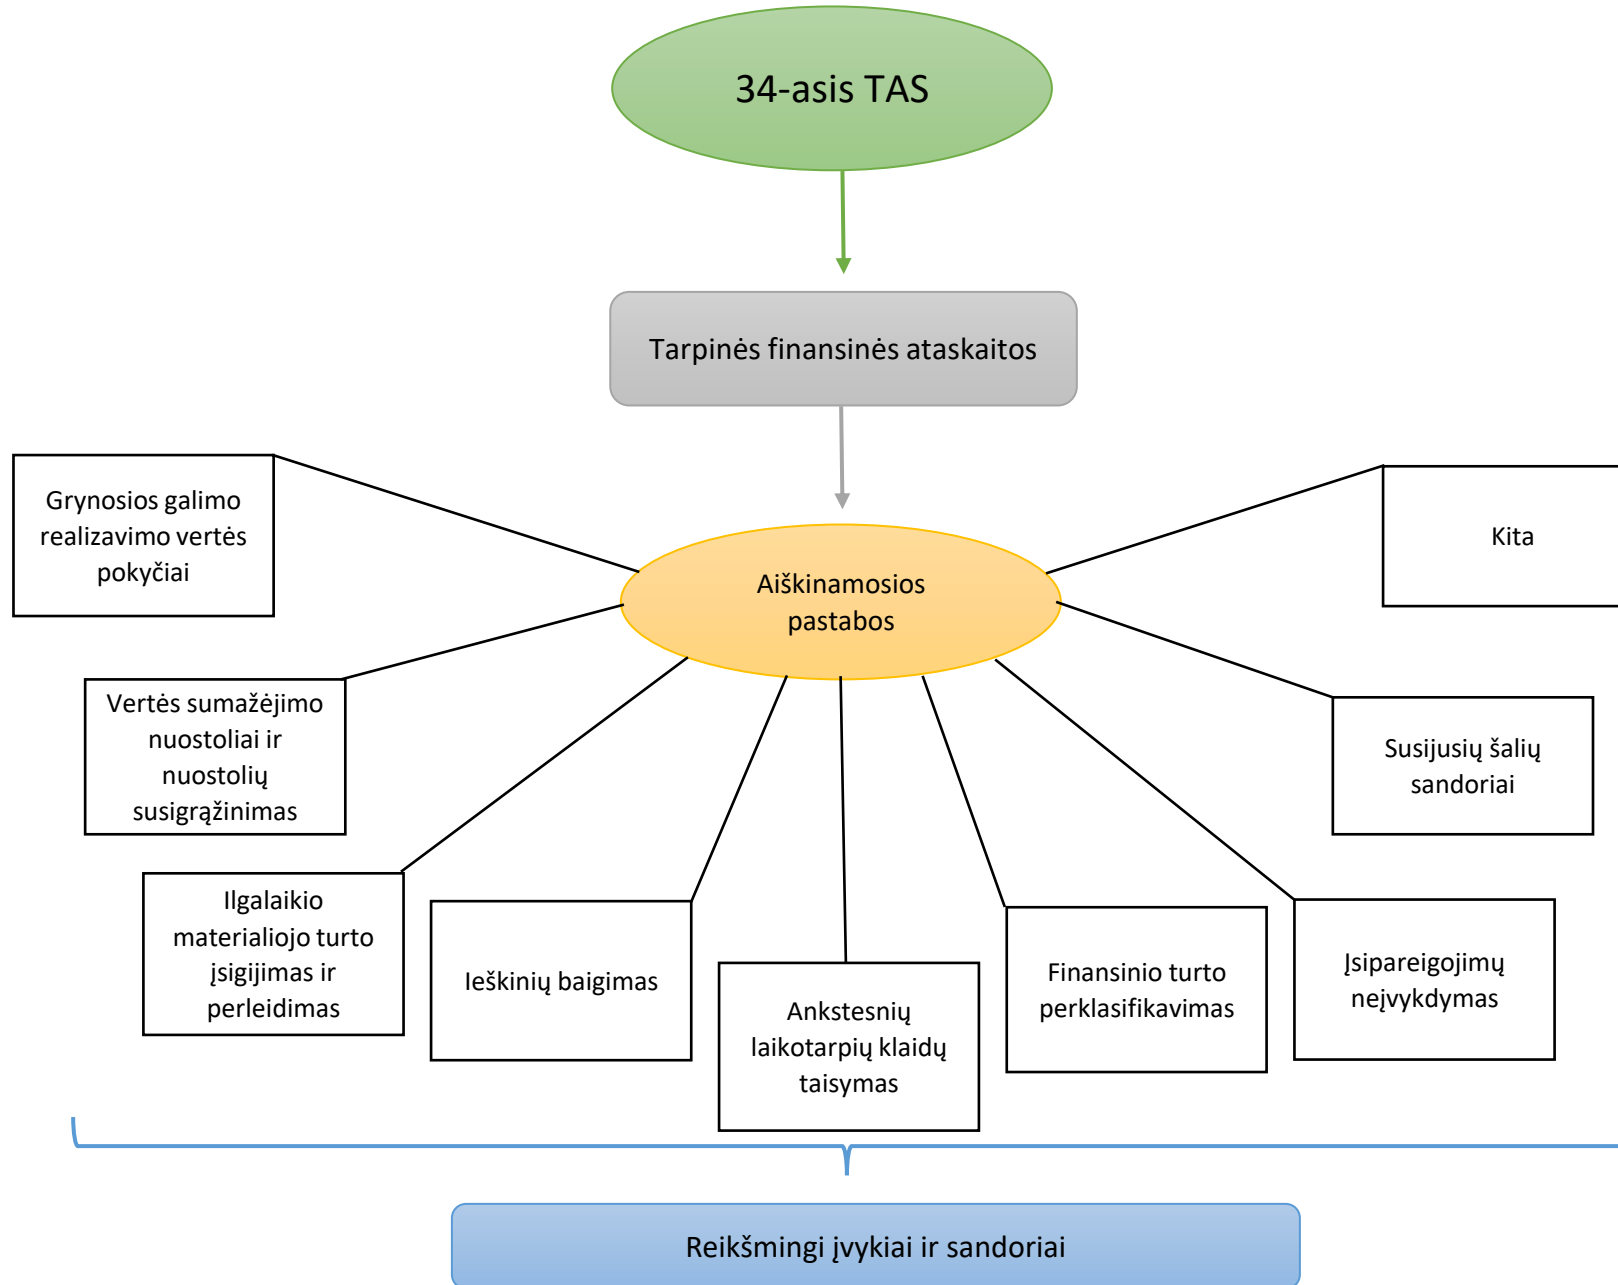 34-asis TAS
Tarpinės finansinės ataskaitos
Grynosios galimo
realizavimo vertės
pokyčiai
Kita
Aiškinamosios
pastabos
Vertės sumažėjimo
nuostoliai ir
nuostolių
susigrąžinimas
Susijusių šalių
sandoriai
Ilgalaikio
materialiojo turto
įsigijimas ir
perleidimas
Ieškinių baigimas
Ankstesnių
laikotarpių klaidų
taisymas
Finansinio turto
perklasifikavimas
Įsipareigojimų
neįvykdymas
Reikšmingi įvykiai ir sandoriai